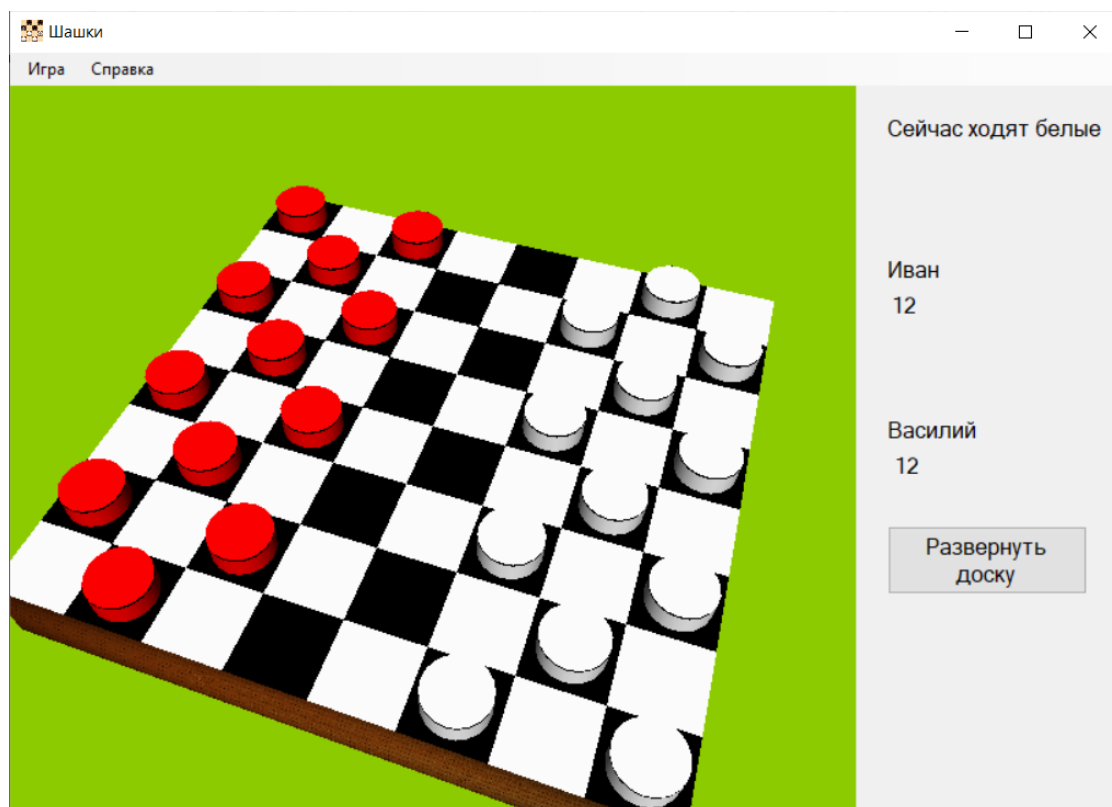 Шашки
Игра Справка
Сейчас ходят белые
Иван
12
Василий
12
Развернуть
доску